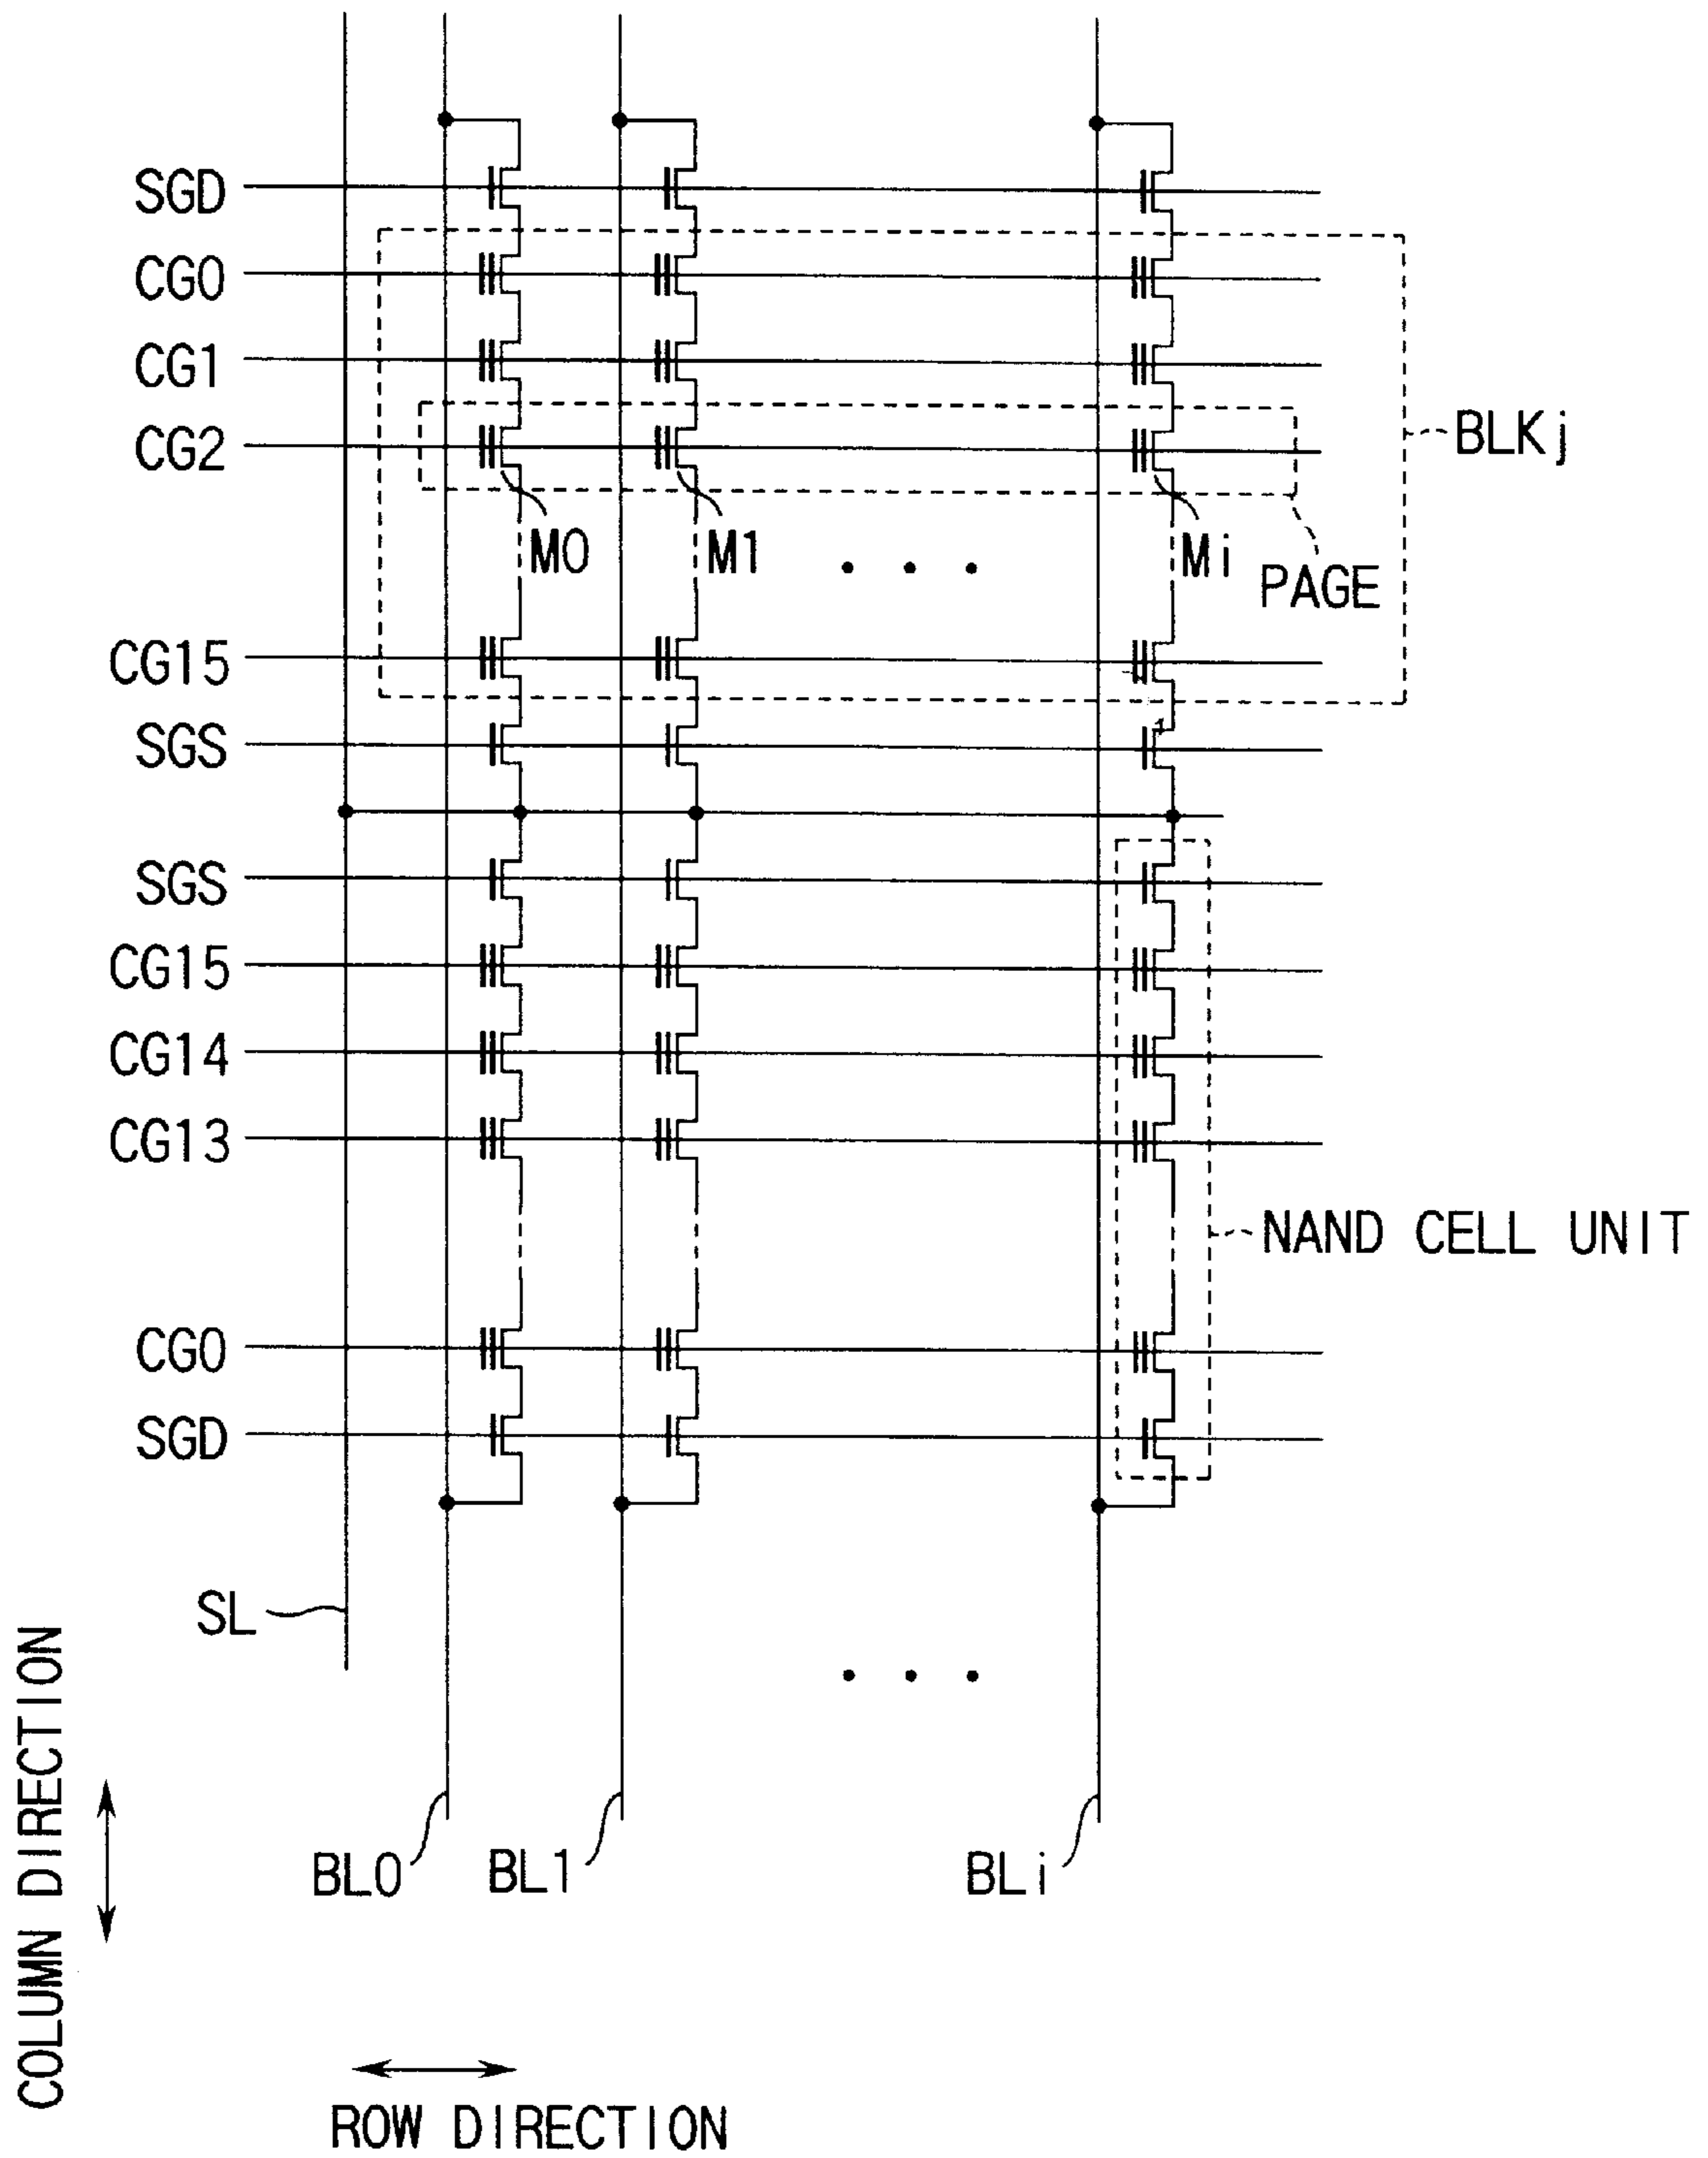 SGD
CG0
CG1
CG2
BLKj
M0
M1
Mi
PAGE
CG15
SGS
SGS
CG15
CG14
CG13
NAND CELL UNIT
CG0
SGD
SL
BL0
BL1
BLi
COLUMN DIRECTION
ROW DIRECTION